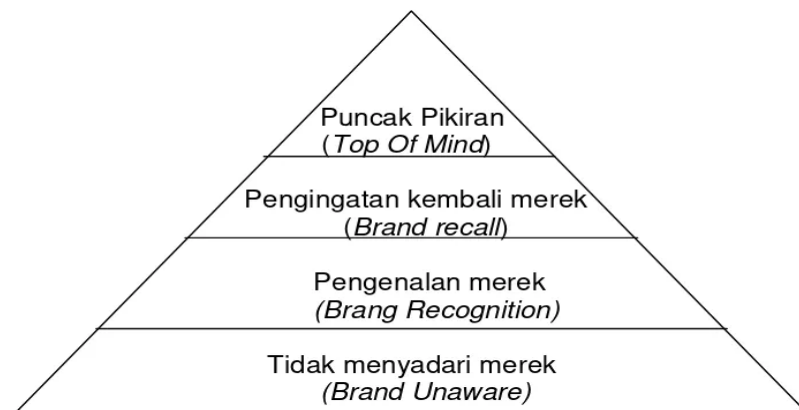 Puncak Pikiran
(Top Of Mind)
Pengingatan kembali merek
(Brand recall)
Pengenalan merek
(Brang Recognition)
Tidak menyadari merek
(Brand Unaware)